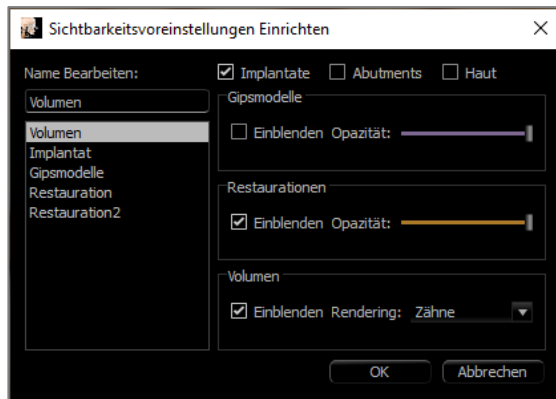 Sichtbarkeitsvoreinstellungen Einrichten
Name Bearbeiten:
Volumen
Volumen
Implantat
Gipsmodelle
Restauration
Restauration2
Implantate Abutments Haut
Gipsmodelle
Einblenden Opazität:
Restaurationen
Einblenden Opazität:
Volumen
Einblenden Rendering: Zähne
OK Abbrechen